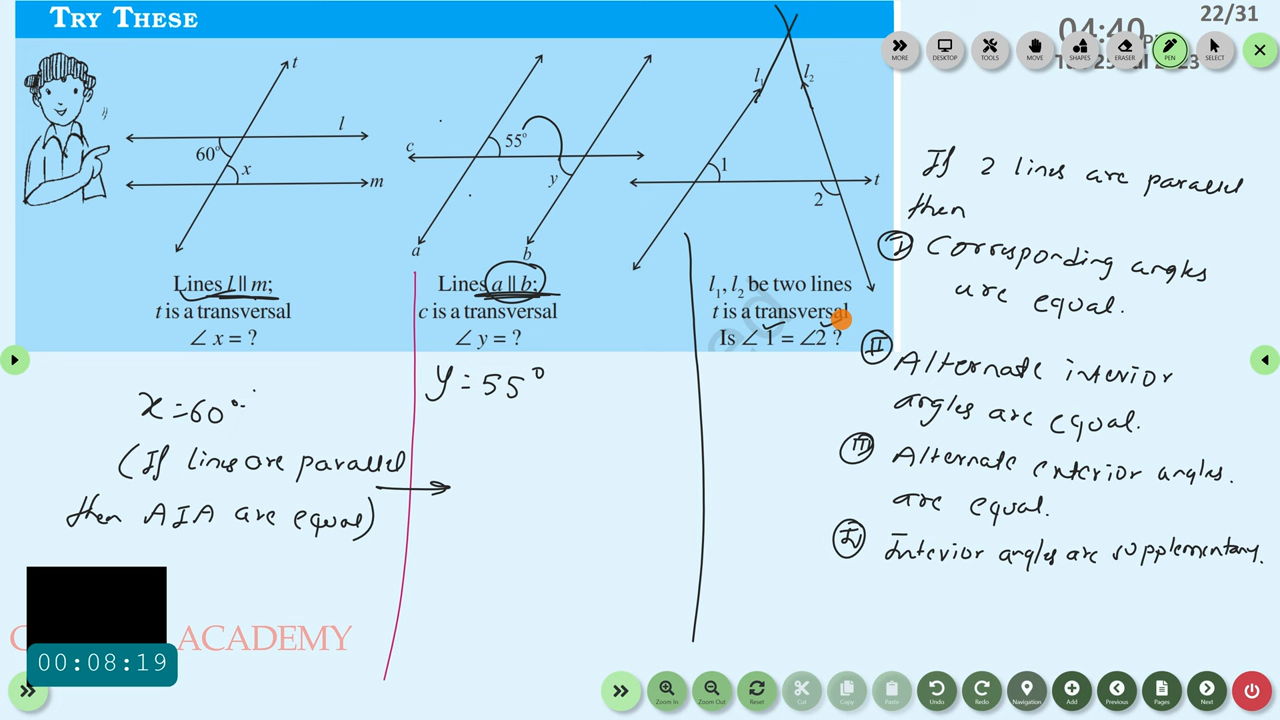 TRY THESE
22/31
04:40
MORE
DESKTOP
TOOLS
MOVE
SHAPES
ERASER
PEN
SELECT
t
l
60°
x
m
c
55°
y
a
b
l₁
l₂
1
2
t
Lines l || m;
t is a transversal
∠ x = ?
Lines a || b;
c is a transversal
∠ y = ?
l₁, l₂ be two lines
t is a transversal
Is ∠ 1 = ∠2 ?
x = 60°
(If lines are parallel
then AIA are equal)
y = 55°
If 2 lines are parallel
then
I Corresponding angles
are equal.
II Alternate interior
angles are equal.
III Alternate exterior angles.
are equal.
IV Interior angles are supplementary.
ACADEMY
00:08:19
Zoom In
Zoom Out
Reset
Cut
Copy
Paste
Undo
Redo
Navigation
Add
Previous
Pages
Next